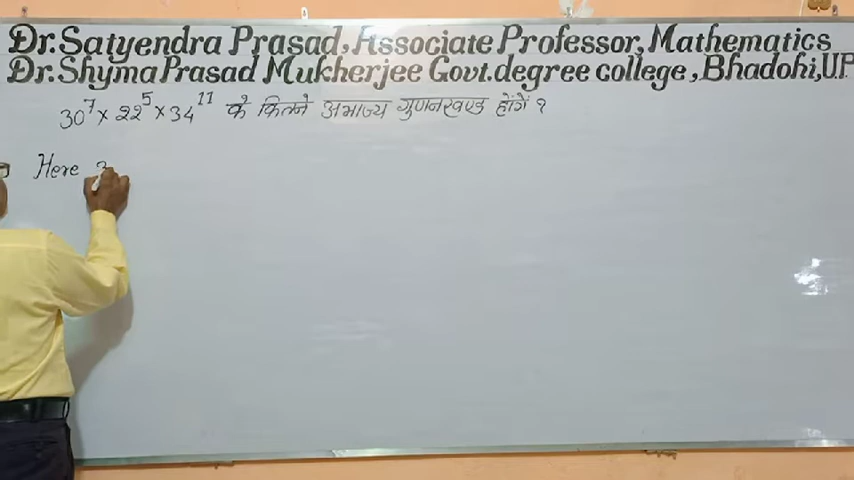 Dr.Satyendra Prasad, Associate Professor, Mathematics
Dr.Shyma Prasad Mukherjee Govt.degree college, Bhadohi,U.P
30⁷ × 22⁵ × 34¹¹ के कितने अभाज्य गुणनखण्ड होंगें ?
Here